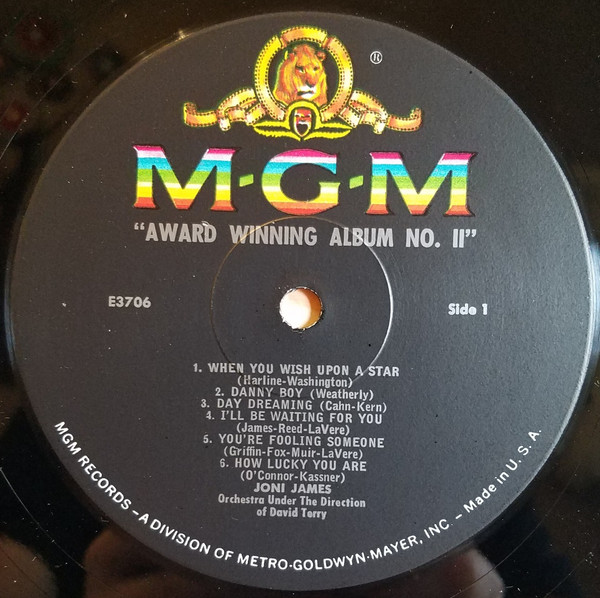 ®
M·G·M
"AWARD WINNING ALBUM NO. II"
E3706
Side 1
1. WHEN YOU WISH UPON A STAR
(Harline-Washington)
2. DANNY BOY (Weatherly)
3. DAY DREAMING (Cahn-Kern)
4. I'LL BE WAITING FOR YOU
(James-Reed-LaVere)
5. YOU'RE FOOLING SOMEONE
(Griffin-Fox-Muir-LaVere)
6. HOW LUCKY YOU ARE
(O'Connor-Kassner)
JONI JAMES
Orchestra Under The Direction
of David Terry
MGM RECORDS – A DIVISION OF METRO-GOLDWYN-MAYER, INC – Made in U. S. A.